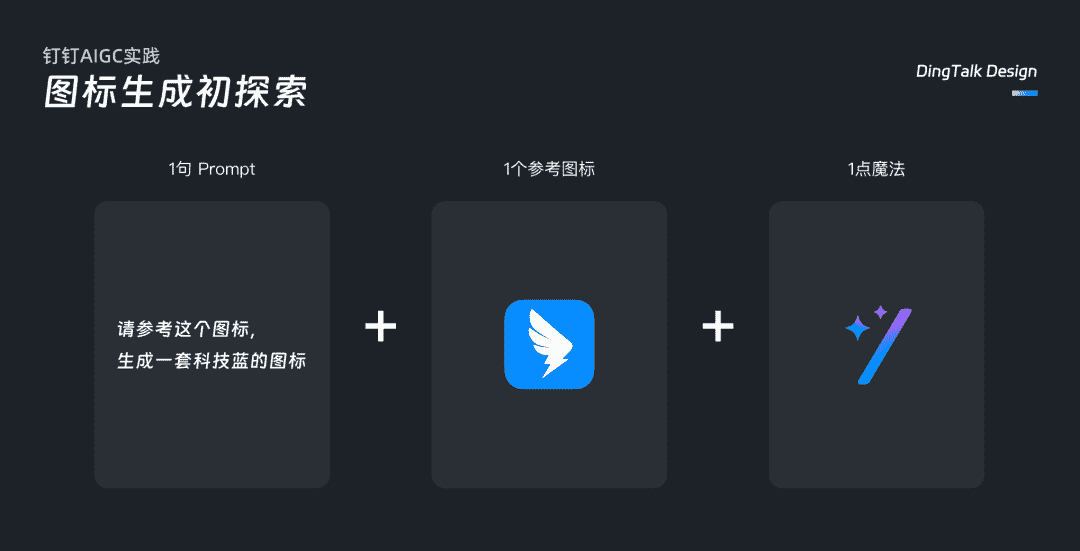 钉钉AIGC实践
图标生成初探索
DingTalk Design
1句 Prompt
1个参考图标
1点魔法
请参考这个图标，
生成一套科技蓝的图标
+
+